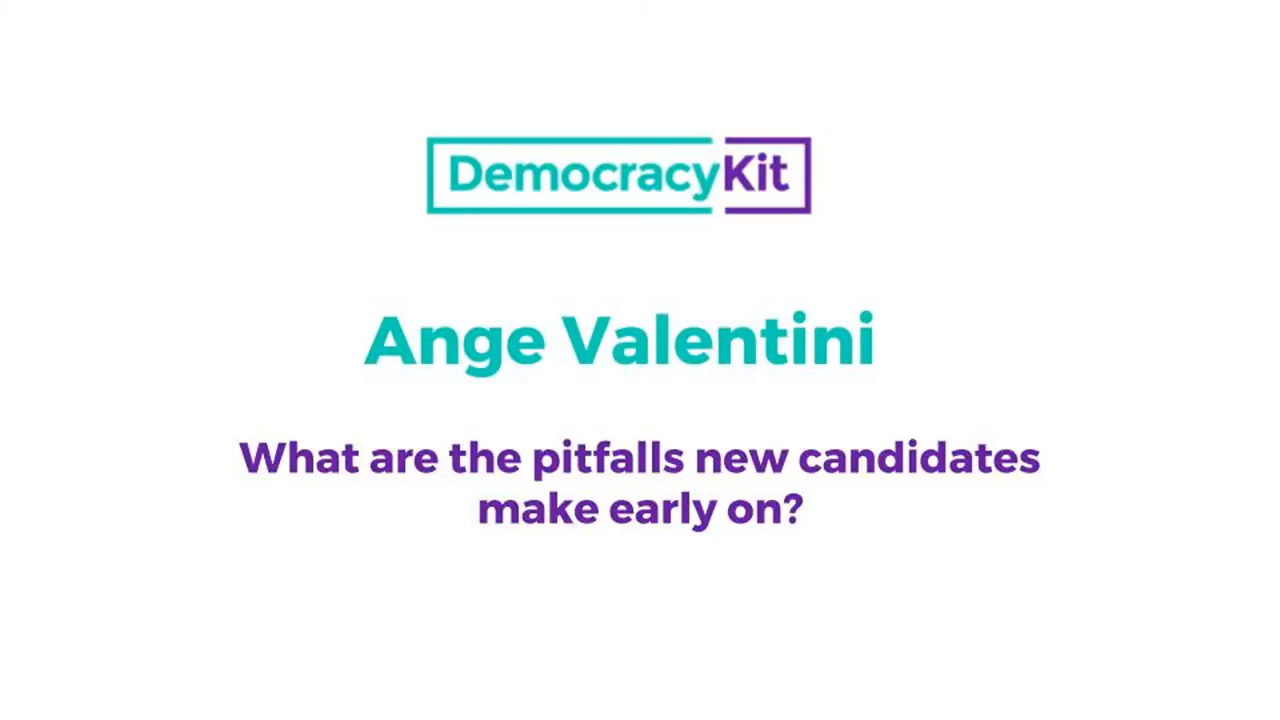 DemocracyKit
Ange Valentini
What are the pitfalls new candidates
make early on?